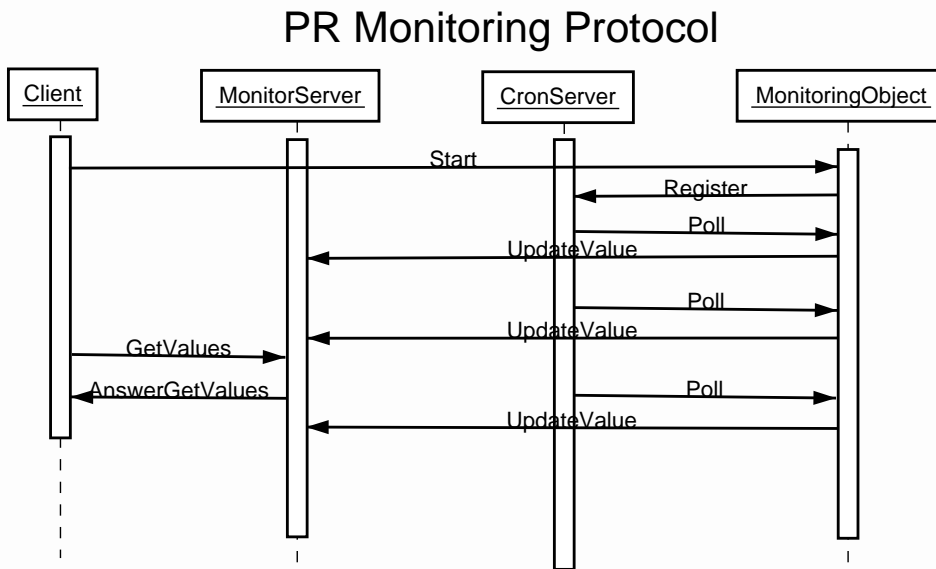 PR Monitoring Protocol
Client
MonitorServer
CronServer
MonitoringObject
Start
Register
Poll
UpdateValue
Poll
UpdateValue
GetValues
AnswerGetValues
Poll
UpdateValue